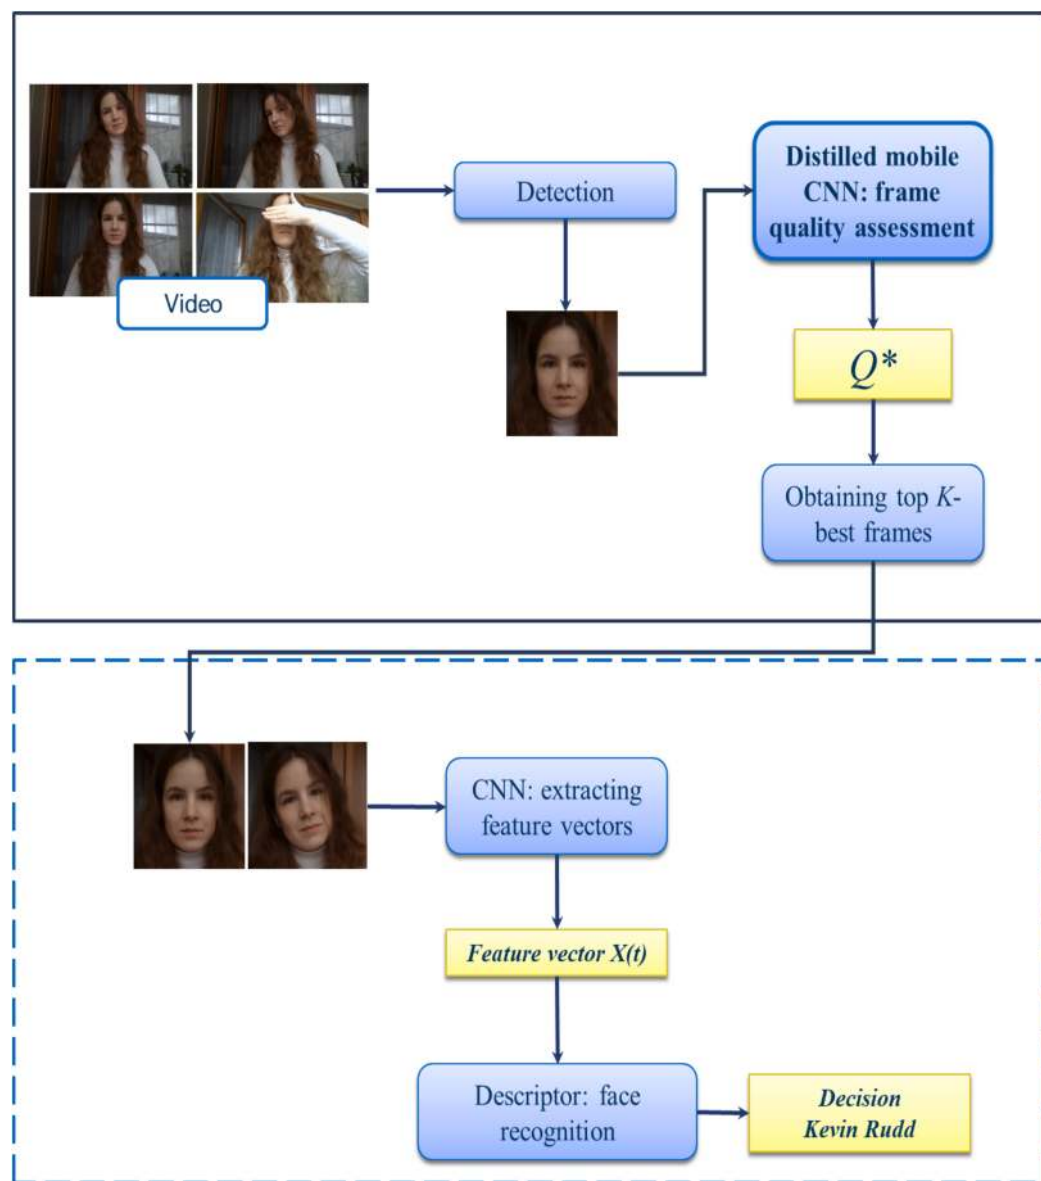 Video
Detection
Distilled mobile
CNN: frame
quality assessment
Q*
Obtaining top K-
best frames
CNN: extracting
feature vectors
Feature vector X(t)
Descriptor: face
recognition
Decision
Kevin Rudd